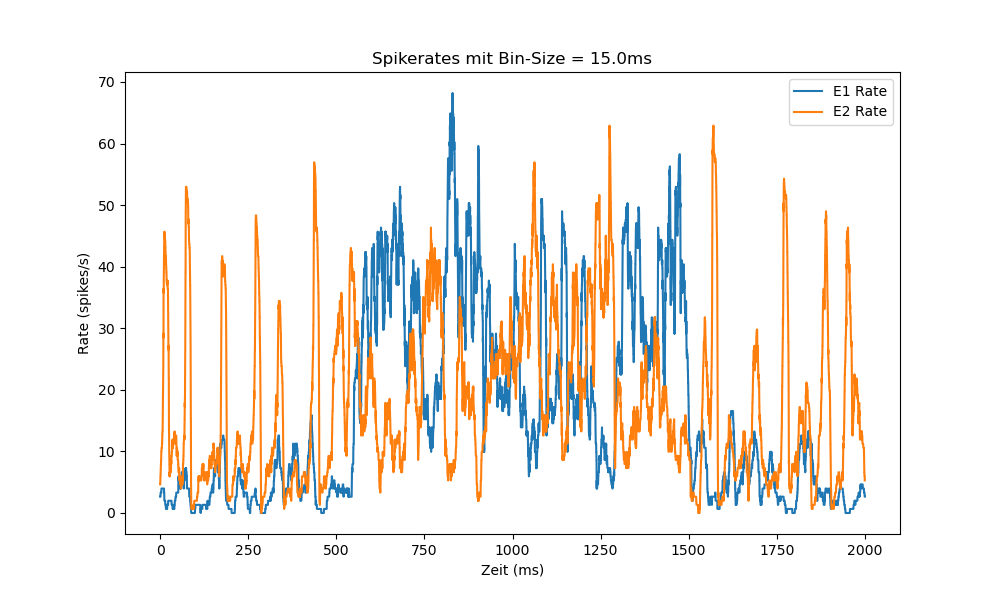 Spikerates mit Bin-Size = 15.0ms
E1 Rate
E2 Rate
Rate (spikes/s)
70
60
50
40
30
20
10
0
0 250 500 750 1000 1250 1500 1750 2000
Zeit (ms)